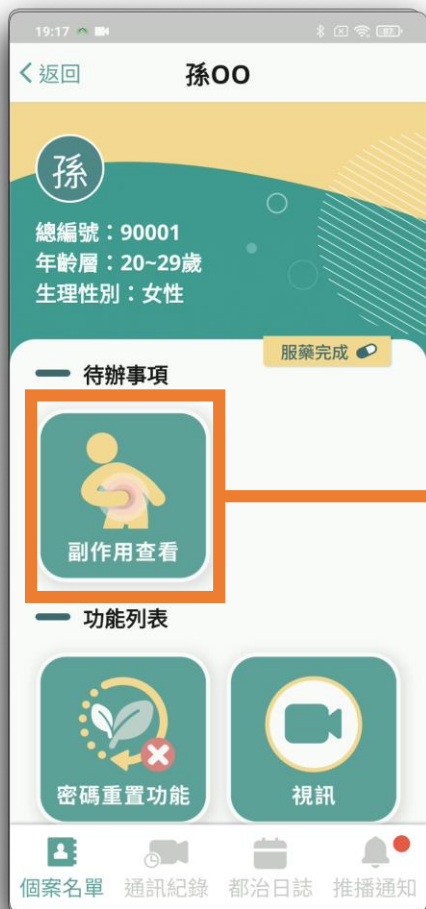 19:17
87
返回
孫OO
孫
總編號：90001
年齡層：20~29歲
生理性別：女性
服藥完成
待辦事項
副作用查看
功能列表
密碼重置功能
視訊
個案名單
通訊紀錄
都治日誌
推播通知